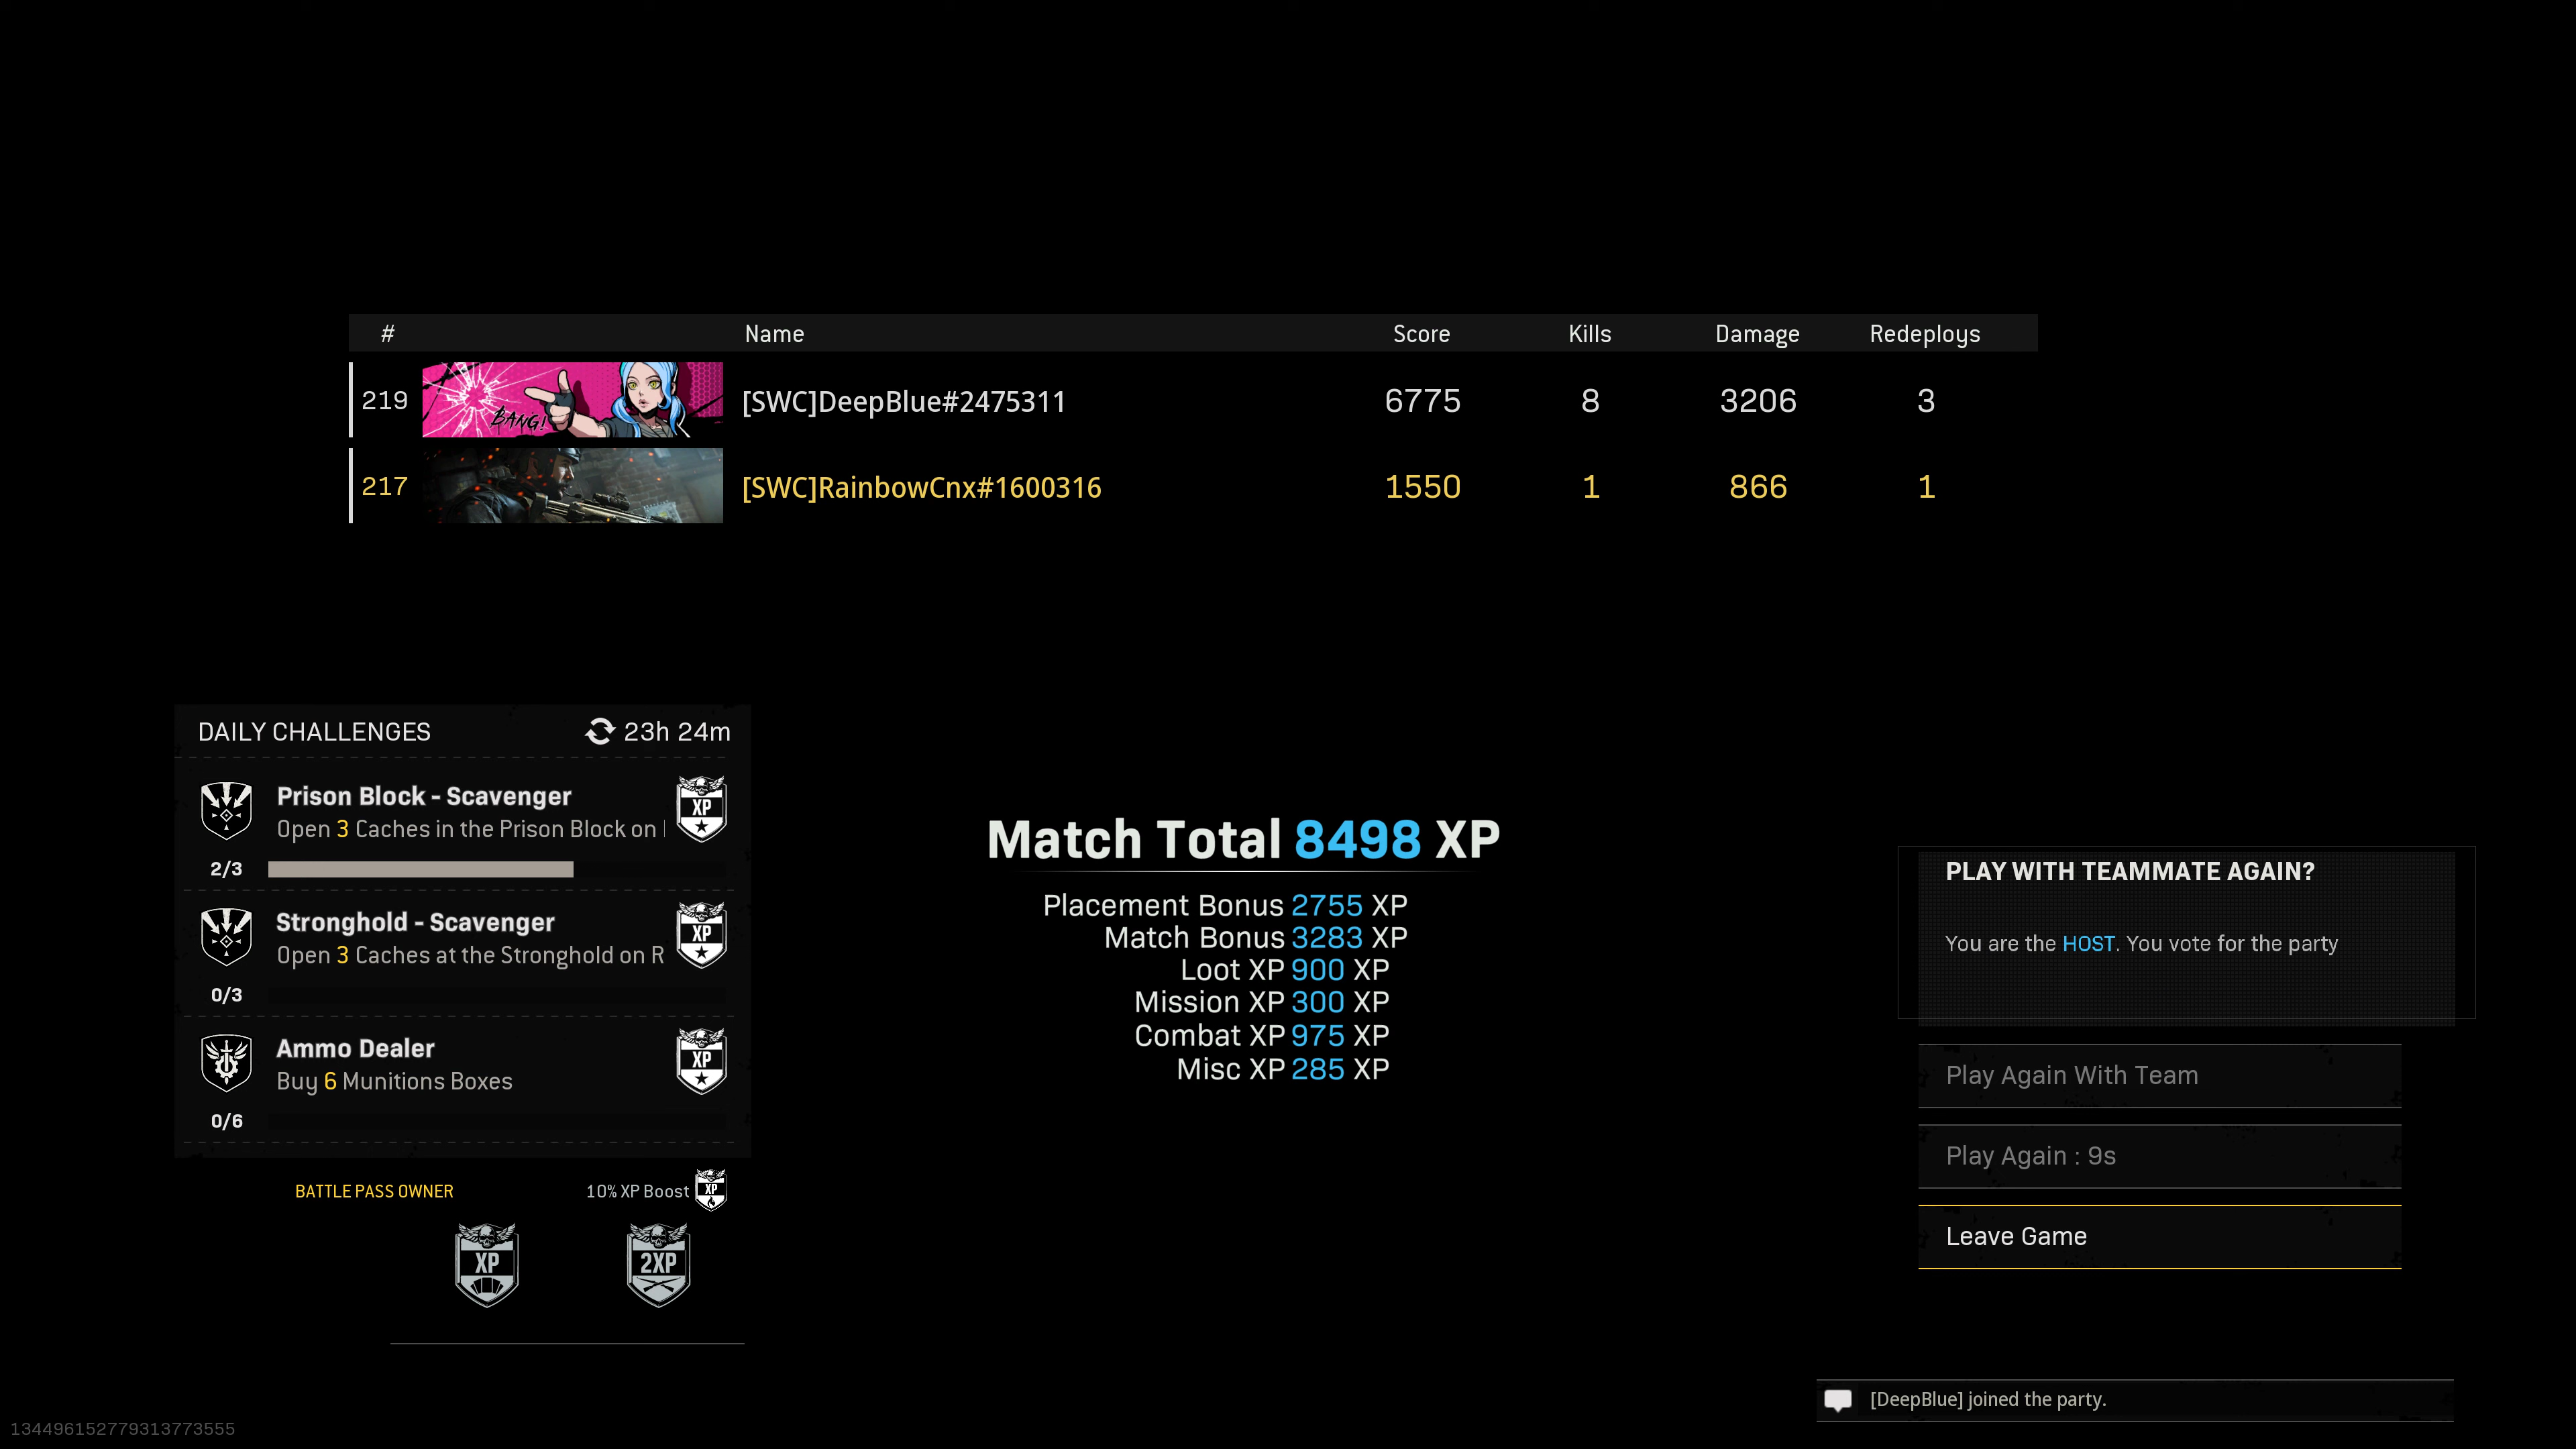 # Name Score Kills Damage Redeploys
219 BANG! [SWC]DeepBlue#2475311 6775 8 3206 3
217 [SWC]RainbowCnx#1600316 1550 1 866 1
DAILY CHALLENGES 23h 24m
Prison Block - Scavenger
Open 3 Caches in the Prison Block on
XP
2/3
Stronghold - Scavenger
Open 3 Caches at the Stronghold on R
XP
0/3
Ammo Dealer
Buy 6 Munitions Boxes
XP
0/6
BATTLE PASS OWNER 10% XP Boost XP
XP 2XP
Match Total 8498 XP
Placement Bonus 2755 XP
Match Bonus 3283 XP
Loot XP 900 XP
Mission XP 300 XP
Combat XP 975 XP
Misc XP 285 XP
PLAY WITH TEAMMATE AGAIN?
You are the HOST. You vote for the party
Play Again With Team
Play Again : 9s
Leave Game
[DeepBlue] joined the party.
134496152779313773555